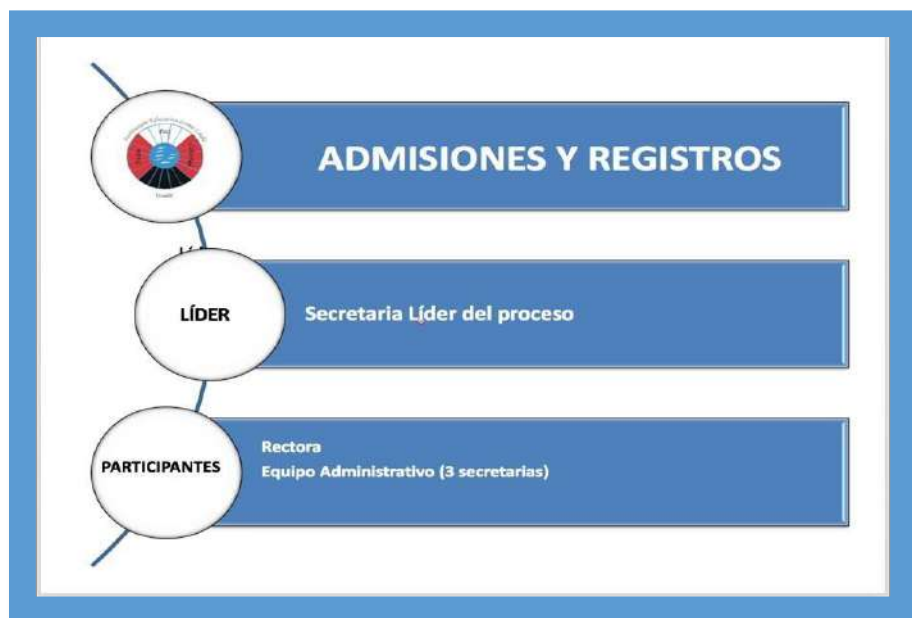 ADMISIONES Y REGISTROS
LÍDER
Secretaria Líder del proceso
PARTICIPANTES
Rectora
Equipo Administrativo (3 secretarias)